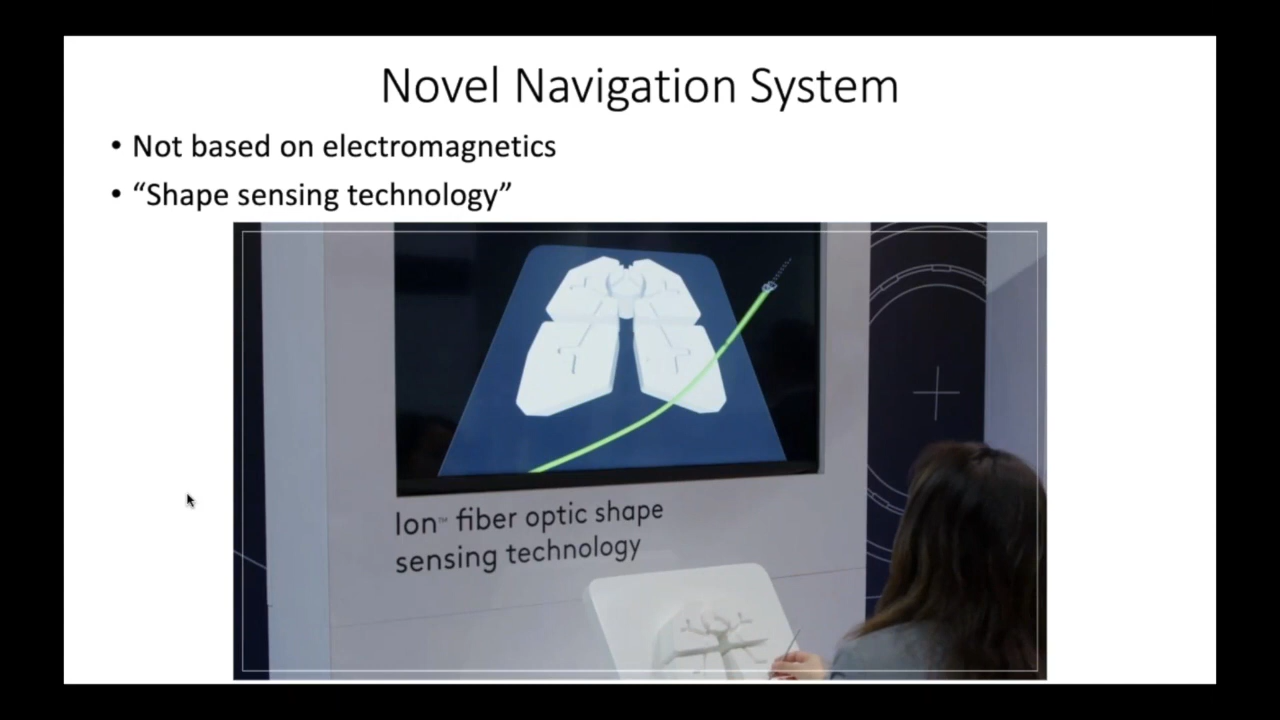 Novel Navigation System
• Not based on electromagnetics
• “Shape sensing technology”
Ion™ fiber optic shape
sensing technology